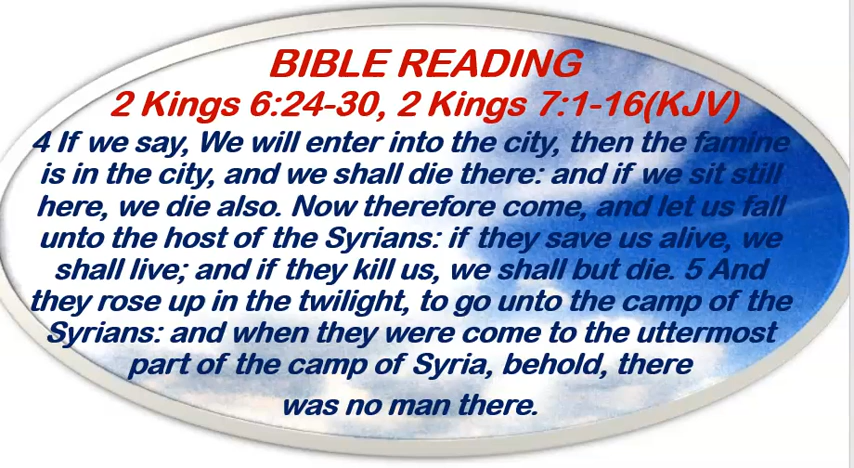 BIBLE READING
2 Kings 6:24-30, 2 Kings 7:1-16(KJV)
4 If we say, We will enter into the city, then the famine
is in the city, and we shall die there: and if we sit still
here, we die also. Now therefore come, and let us fall
unto the host of the Syrians: if they save us alive, we
shall live; and if they kill us, we shall but die. 5 And
they rose up in the twilight, to go unto the camp of the
Syrians: and when they were come to the uttermost
part of the camp of Syria, behold, there
was no man there.